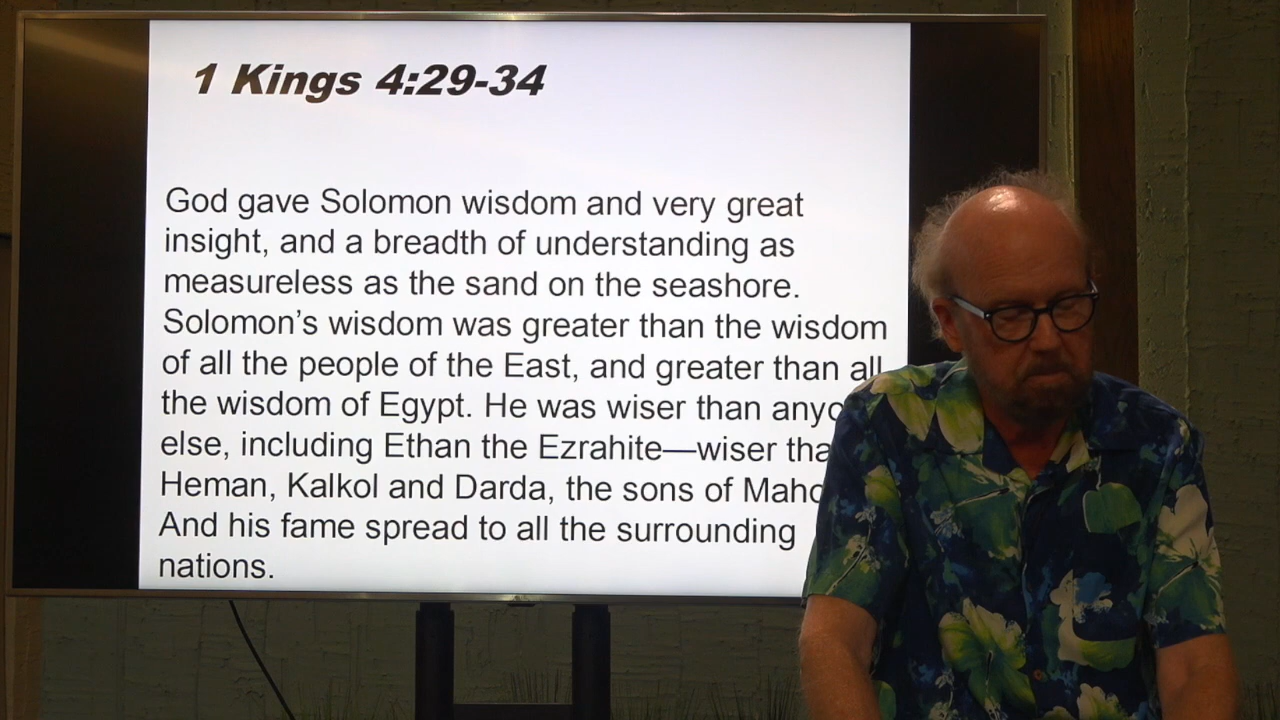 1 Kings 4:29-34
God gave Solomon wisdom and very great
insight, and a breadth of understanding as
measureless as the sand on the seashore.
Solomon’s wisdom was greater than the wisdom
of all the people of the East, and greater than all
the wisdom of Egypt. He was wiser than anyo
else, including Ethan the Ezrahite—wiser tha
Heman, Kalkol and Darda, the sons of Maho
And his fame spread to all the surrounding
nations.